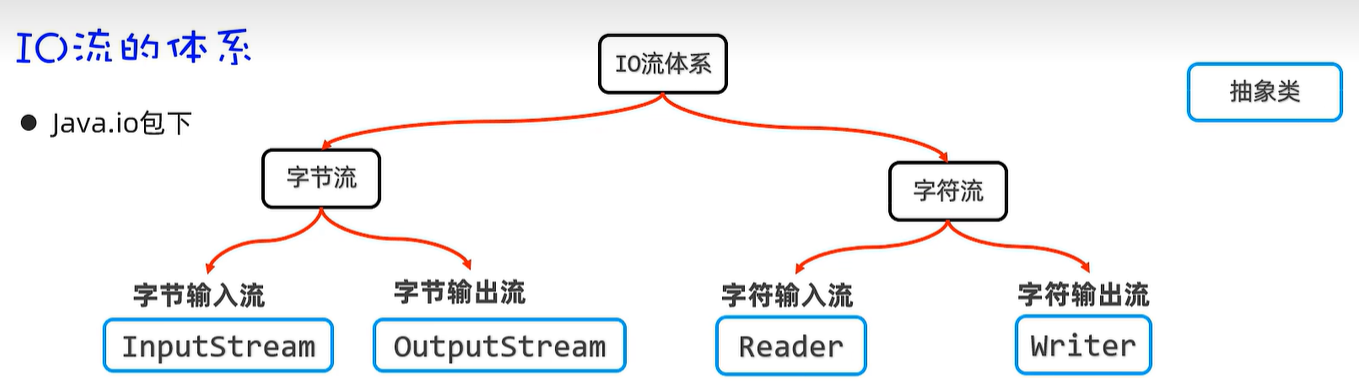 IO流的体系
IO流体系
抽象类
● Java.io包下
字节流
字符流
字节输入流
字节输出流
字符输入流
字符输出流
InputStream
OutputStream
Reader
Writer